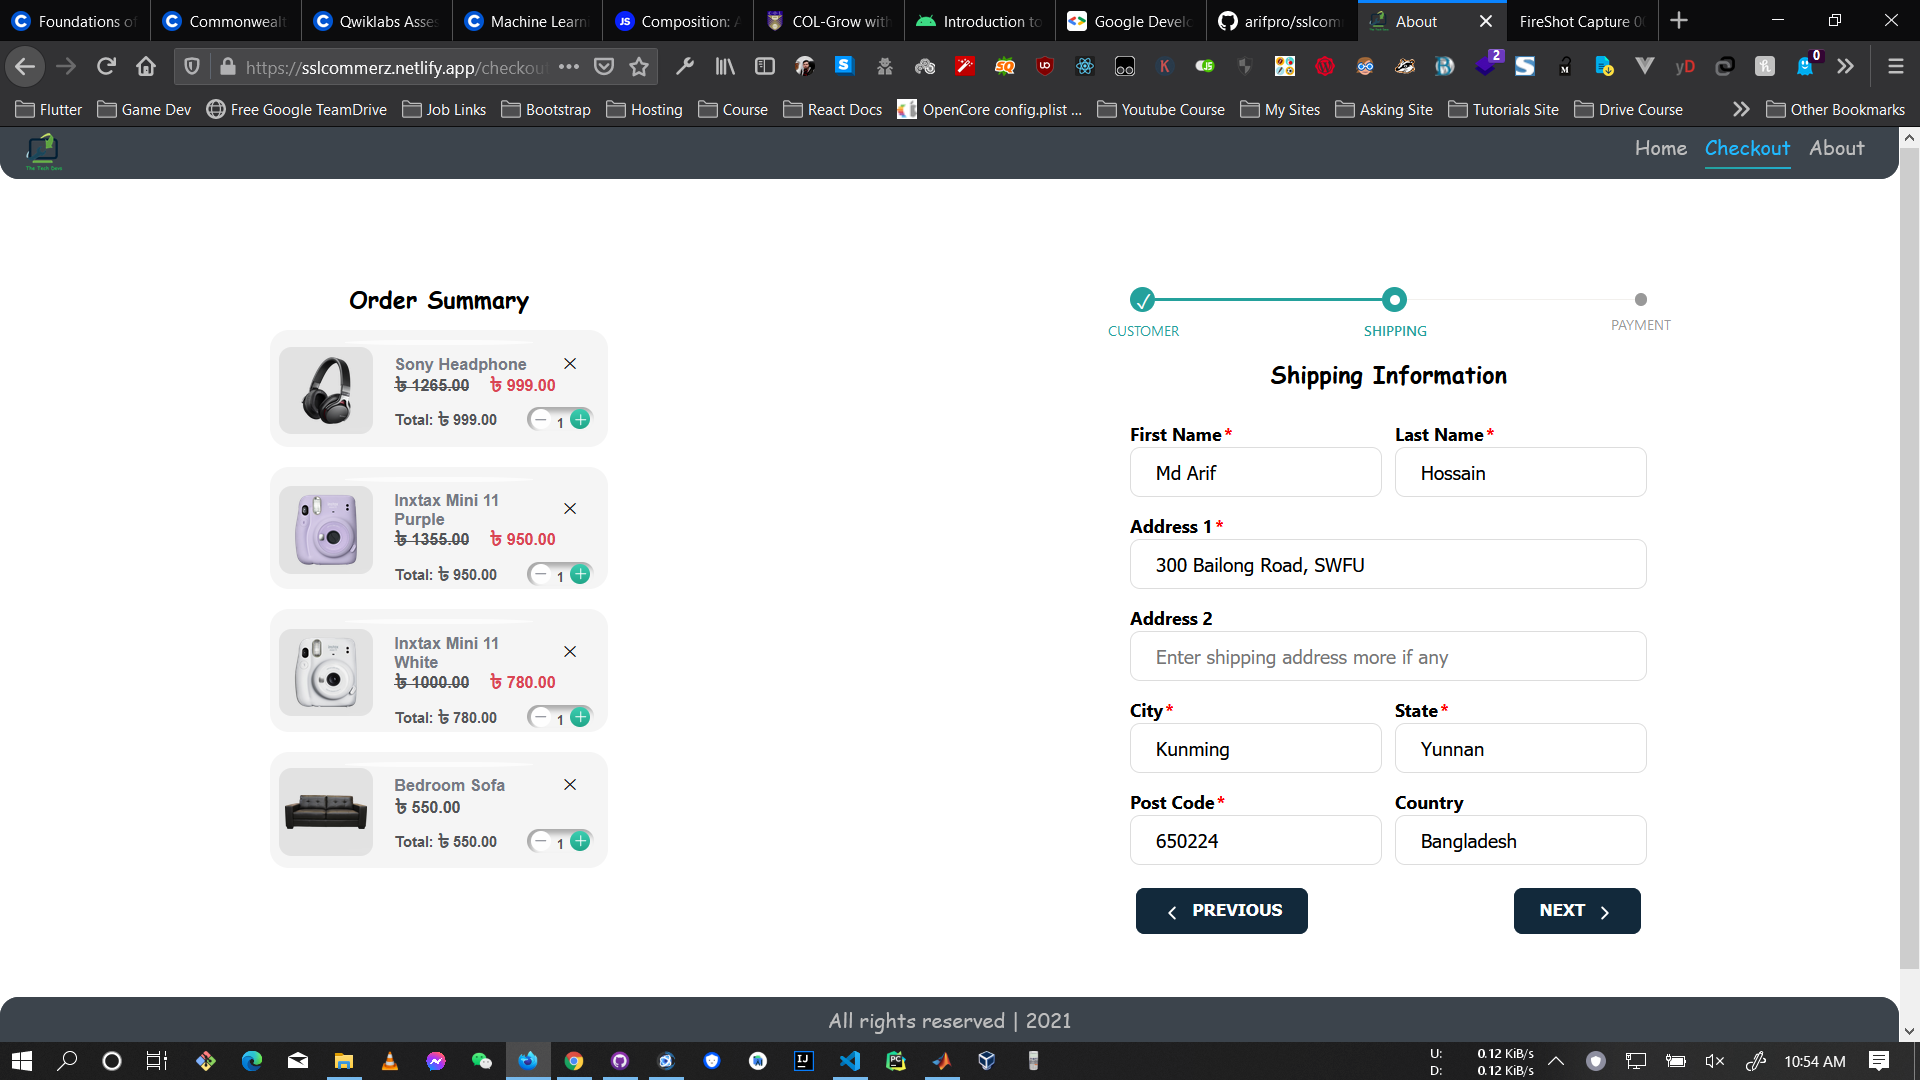 Foundations of
Commonwealt
Qwiklabs Asses
Machine Learni
Composition: A
COL-Grow with
Introduction to
Google Develo
arifpro/sslcom
About
FireShot Capture 00
https://sslcommerz.netlify.app/checkout
2
0
Flutter
Game Dev
Free Google TeamDrive
Job Links
Bootstrap
Hosting
Course
React Docs
OpenCore config.plist ...
Youtube Course
My Sites
Asking Site
Tutorials Site
Drive Course
Other Bookmarks
Home
Checkout
About
Order Summary
Sony Headphone
৳ 1265.00 ৳ 999.00
Total: ৳ 999.00
1
Inxtax Mini 11
Purple
৳ 1355.00 ৳ 950.00
Total: ৳ 950.00
1
Inxtax Mini 11
White
৳ 1000.00 ৳ 780.00
Total: ৳ 780.00
1
Bedroom Sofa
৳ 550.00
Total: ৳ 550.00
1
CUSTOMER
SHIPPING
PAYMENT
Shipping Information
First Name*
Last Name*
Md Arif
Hossain
Address 1*
300 Bailong Road, SWFU
Address 2
Enter shipping address more if any
City*
State*
Kunming
Yunnan
Post Code*
Country
650224
Bangladesh
PREVIOUS
NEXT
All rights reserved | 2021
U: 0.12 KiB/s
D: 0.12 KiB/s
10:54 AM